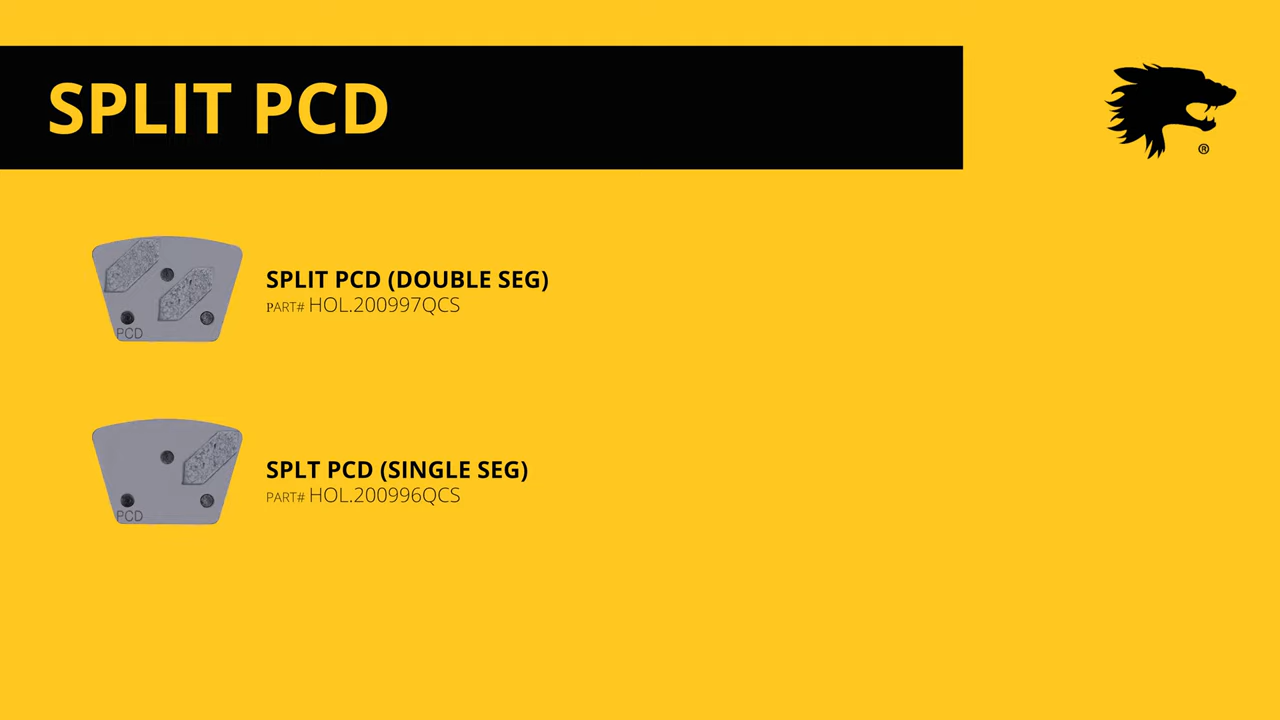 SPLIT PCD
®
SPLIT PCD (DOUBLE SEG)
PART# HOL.200997QCS
PCD
SPLT PCD (SINGLE SEG)
PART# HOL.200996QCS
PCD